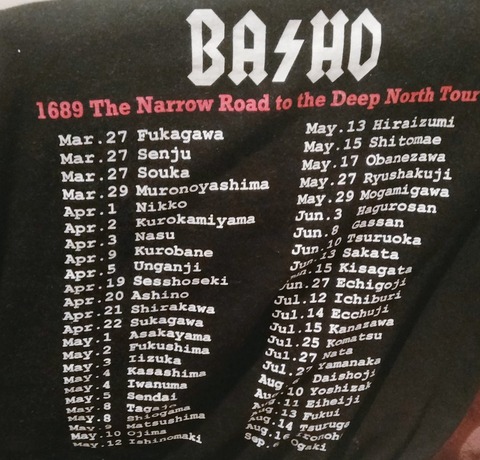 BASHO
1689 The Narrow Road to the Deep North Tour
Mar.27 Fukagawa
Mar.27 Senju
Mar.27 Souka
Mar.29 Muronoyashima
Apr.1 Nikko
Apr.2 Kurokamiyama
Apr.3 Nasu
Apr.9 Kurobane
Apr.5 Unganji
Apr.19 Sesshoseki
Apr.20 Ashino
Apr.21 Shirakawa
Apr.22 Sukagawa
May.1 Asakayama
May.2 Fukushima
May.3 Iizuka
May.4 Kasashima
May.4 Iwanuma
May.5 Sendai
May.8
May.8 Shiogama
May.9 Matsushima
May.10 Ojima
May.12 Ishinomaki
May.13 Hiraizumi
May.15 Shitomae
May.17 Obanezawa
May.27 Ryushakuji
May.29 Mogamigawa
Jun.3 Hagurosan
Jun.8 Gassan
Jun.10 Tsuruoka
Jun.13 Sakata
Jun.15 Kisagata
Jun.27 Echigoji
Jul.12 Ichiburi
Jul.14 Ecchuji
Jul.15 Kanazawa
Jul.25 Komatsu
Jul.27 Nata
Jul.27 Yamanaka
Daishoji
Aug.10 Yoshizak
Aug.11 Eiheiji
Aug.13 Fukui
Aug.14 Tsuruga
Aug.16
Ogaki